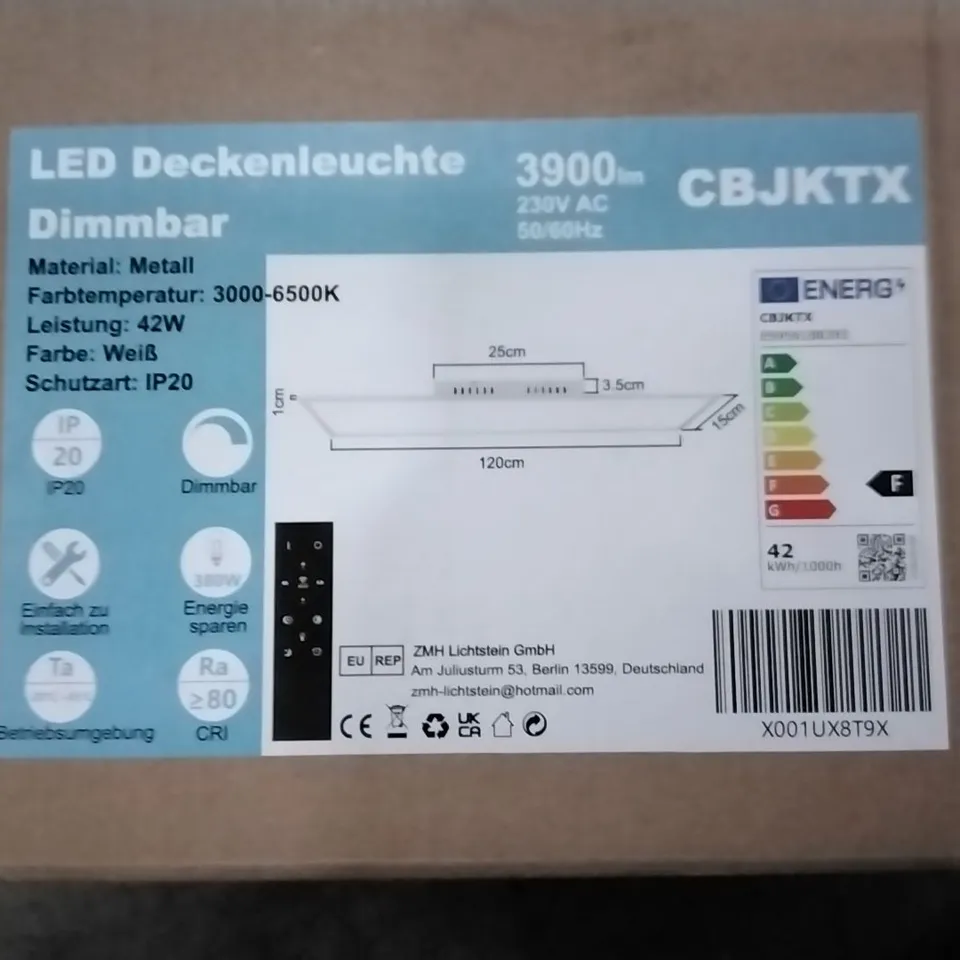 LED Deckenleuchte
Dimmbar
3900lm
230V AC
50/60Hz
CBJKTX
Material: Metall
Farbtemperatur: 3000-6500K
Leistung: 42W
Farbe: Weiß
Schutzart: IP20
IP
20
IP20
Dimmbar
Einfach zu
Installation
380W
Energie
sparen
Ta
Betriebsumgebung
Ra
≥80
CRI
25cm
3.5cm
1cm
15cm
120cm
ENERG
CBJKTX
A
B
C
D
E
F
G
F
42
kWh/1000h
EU REP
ZMH Lichtstein GmbH
Am Juliusturm 53, Berlin 13599, Deutschland
zmh-lichtstein@hotmail.com
CE
UK
CA
X001UX8T9X